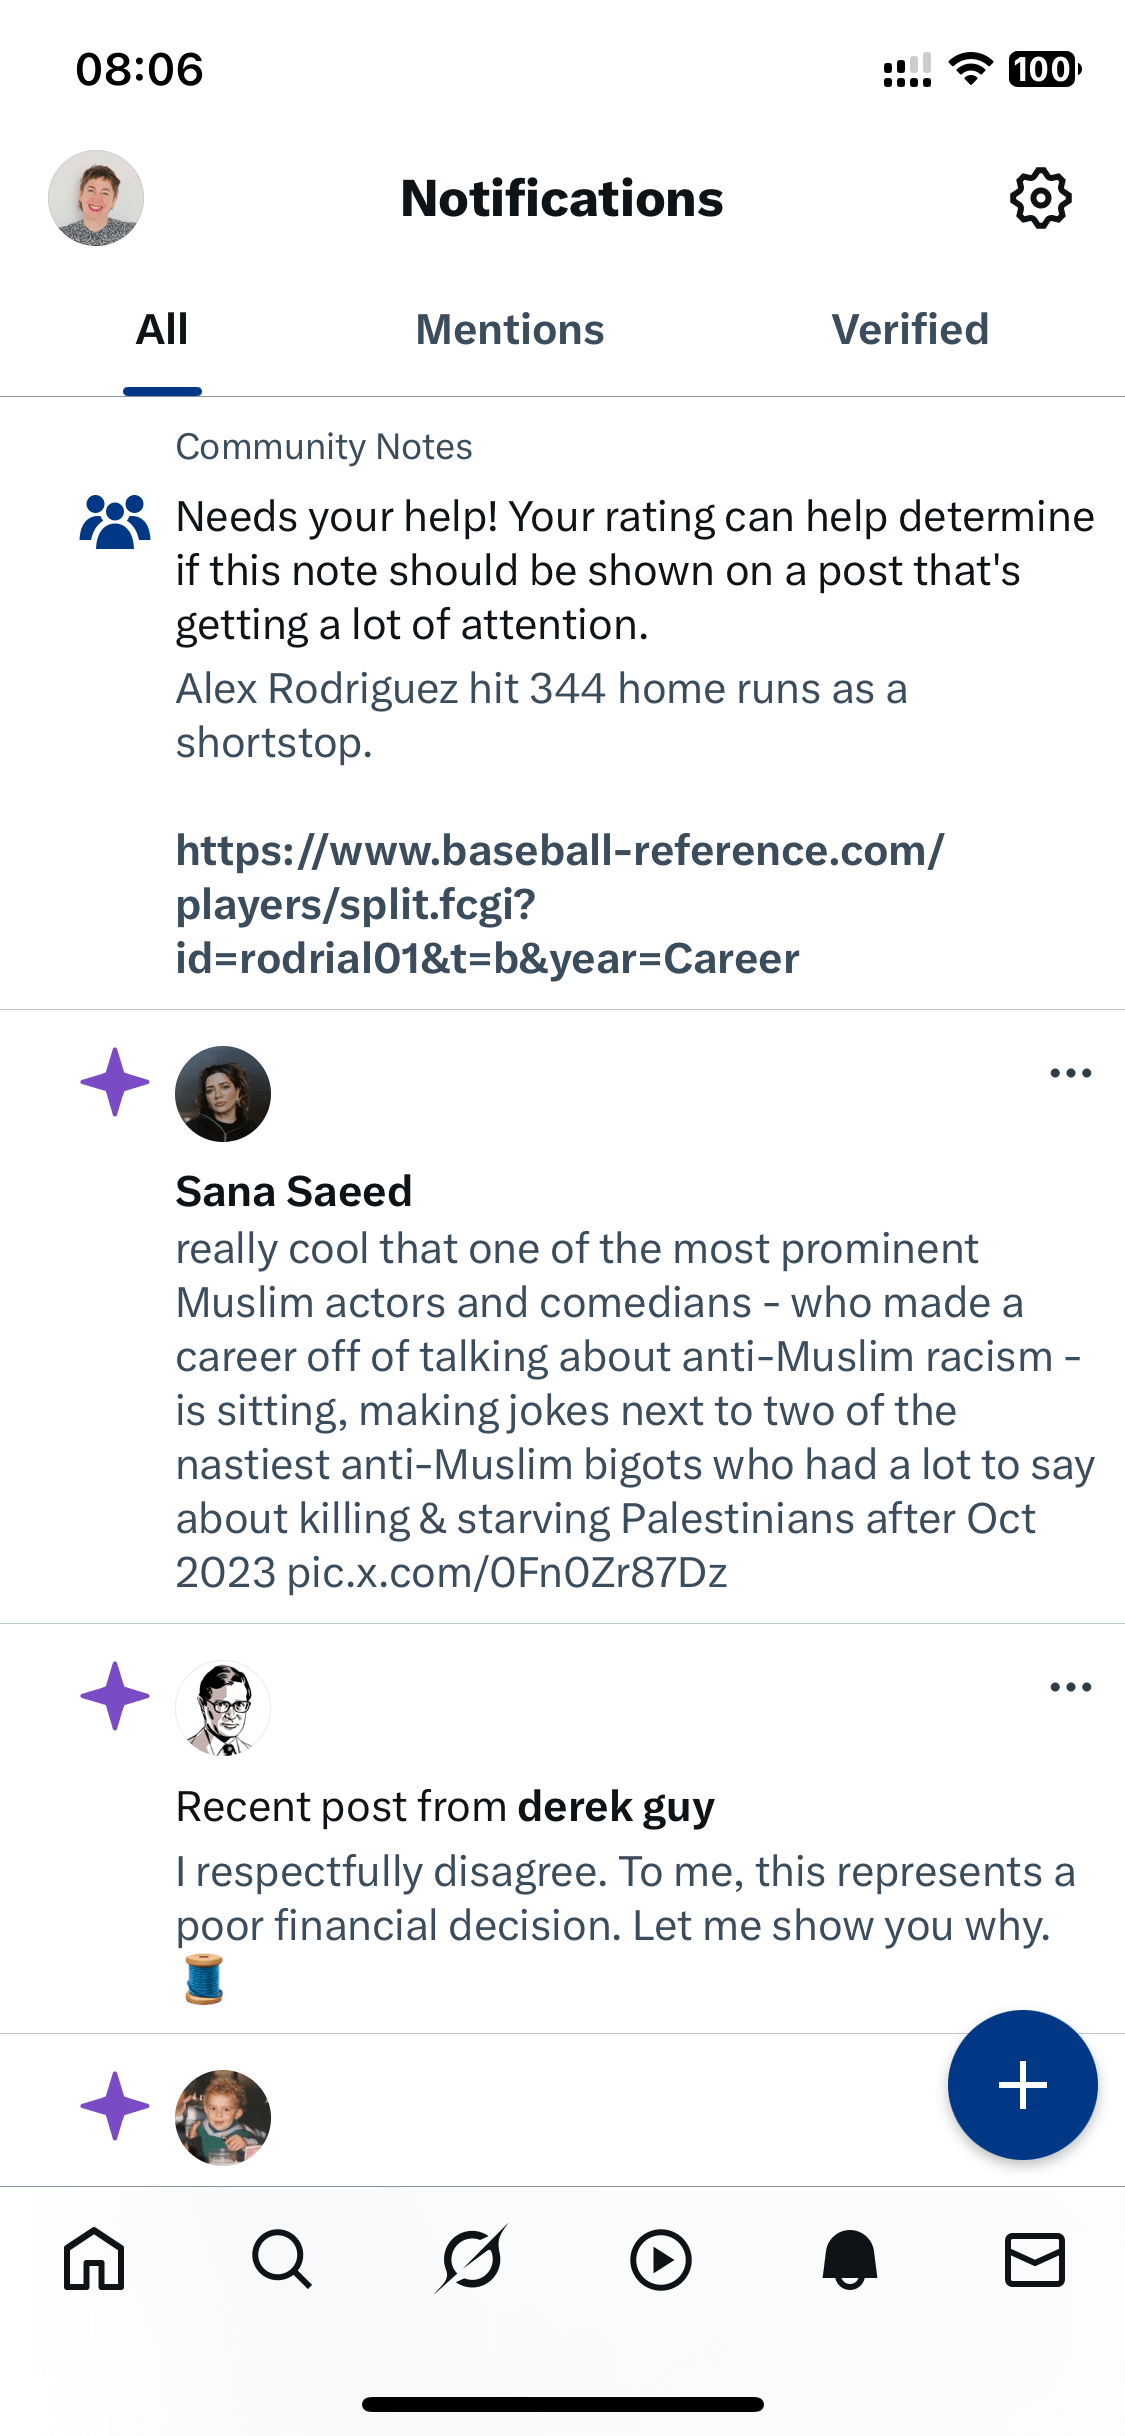 08:06
100
Notifications
All Mentions Verified
Community Notes
Needs your help! Your rating can help determine
if this note should be shown on a post that's
getting a lot of attention.
Alex Rodriguez hit 344 home runs as a
shortstop.
https://www.baseball-reference.com/
players/split.fcgi?
id=rodrial01&t=b&year=Career
Sana Saeed
really cool that one of the most prominent
Muslim actors and comedians - who made a
career off of talking about anti-Muslim racism -
is sitting, making jokes next to two of the
nastiest anti-Muslim bigots who had a lot to say
about killing & starving Palestinians after Oct
2023 pic.x.com/0Fn0Zr87Dz
Recent post from derek guy
I respectfully disagree. To me, this represents a
poor financial decision. Let me show you why.
🧵